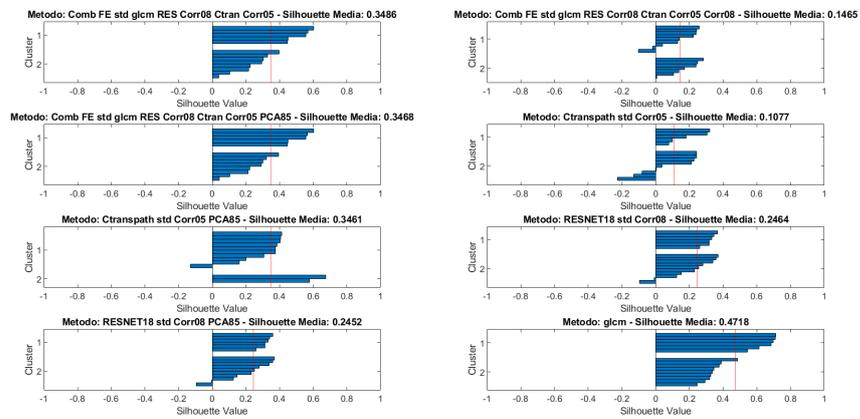 Metodo: Comb FE std glcm RES Corr08 Ctran Corr05 - Silhouette Media: 0.3486
1
2
Cluster
-1 -0.8 -0.6 -0.4 -0.2 0 0.2 0.4 0.6 0.8 1
Silhouette Value
Metodo: Comb FE std glcm RES Corr08 Ctran Corr05 Corr08 - Silhouette Media: 0.1465
1
2
Cluster
-1 -0.8 -0.6 -0.4 -0.2 0 0.2 0.4 0.6 0.8 1
Silhouette Value
Metodo: Comb FE std glcm RES Corr08 Ctran Corr05 PCA85 - Silhouette Media: 0.3468
1
2
Cluster
-1 -0.8 -0.6 -0.4 -0.2 0 0.2 0.4 0.6 0.8 1
Silhouette Value
Metodo: Ctranspath std Corr05 - Silhouette Media: 0.1077
1
2
Cluster
-1 -0.8 -0.6 -0.4 -0.2 0 0.2 0.4 0.6 0.8 1
Silhouette Value
Metodo: Ctranspath std Corr05 PCA85 - Silhouette Media: 0.3461
1
2
Cluster
-1 -0.8 -0.6 -0.4 -0.2 0 0.2 0.4 0.6 0.8 1
Silhouette Value
Metodo: RESNET18 std Corr08 - Silhouette Media: 0.2464
1
2
Cluster
-1 -0.8 -0.6 -0.4 -0.2 0 0.2 0.4 0.6 0.8 1
Silhouette Value
Metodo: RESNET18 std Corr08 PCA85 - Silhouette Media: 0.2452
1
2
Cluster
-1 -0.8 -0.6 -0.4 -0.2 0 0.2 0.4 0.6 0.8 1
Silhouette Value
Metodo: glcm - Silhouette Media: 0.4718
1
2
Cluster
-1 -0.8 -0.6 -0.4 -0.2 0 0.2 0.4 0.6 0.8 1
Silhouette Value